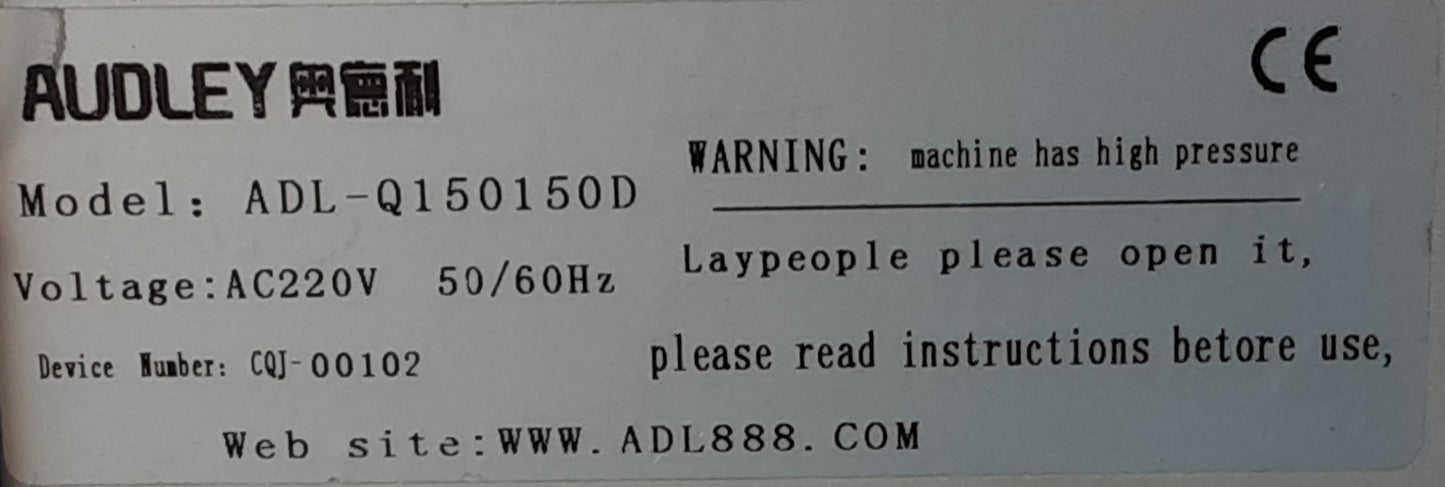 AUDLEY奥德利
CE
Model: ADL-Q150150D
WARNING: machine has high pressure
Voltage:AC220V 50/60Hz
Laypeople please open it,
Device Number: CQJ-00102
please read instructions betore use,
Web site:WWW.ADL888.COM